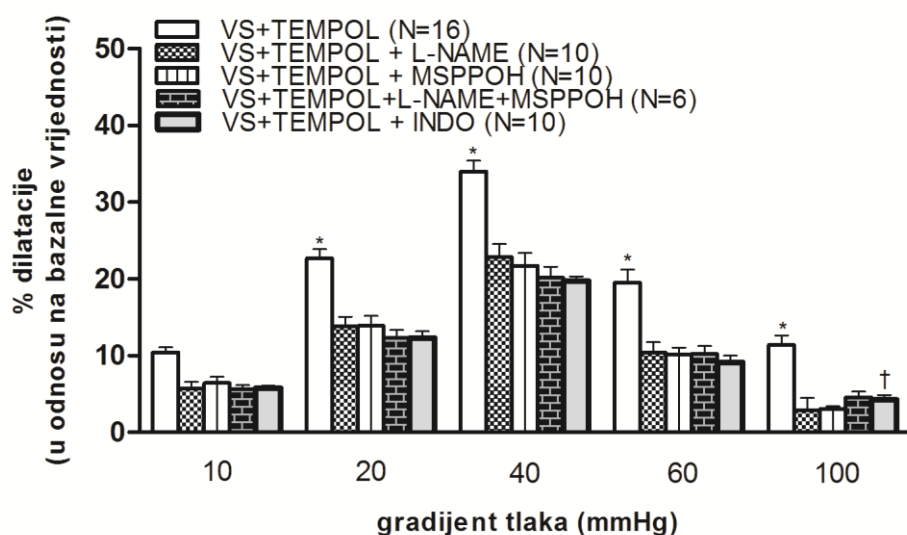 VS+TEMPOL (N=16)
VS+TEMPOL + L-NAME (N=10)
VS+TEMPOL + MSPPOH (N=10)
VS+TEMPOL+L-NAME+MSPPOH (N=6)
VS+TEMPOL + INDO (N=10)
% dilatacije
(u odnosu na bazalne vrijednosti)
50
40
30
20
10
0
*
*
*
*
†
10 20 40 60 100
gradijent tlaka (mmHg)